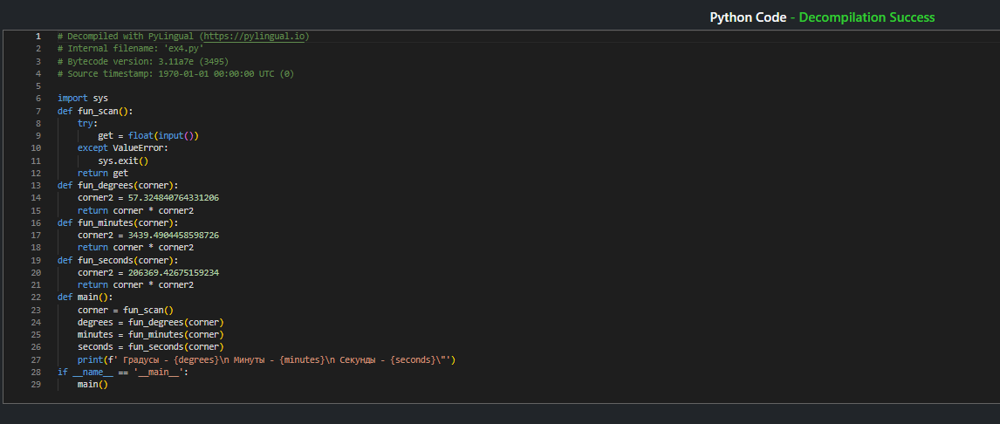 Python Code - Decompilation Success
1 # Decompiled with PyLingual (https://pylingual.io)
2 # Internal filename: 'ex4.py'
3 # Bytecode version: 3.11a7e (3495)
4 # Source timestamp: 1970-01-01 00:00:00 UTC (0)
5
6 import sys
7 def fun_scan():
8     try:
9         get = float(input())
10     except ValueError:
11         sys.exit()
12     return get
13 def fun_degrees(corner):
14     corner2 = 57.324840764331206
15     return corner * corner2
16 def fun_minutes(corner):
17     corner2 = 3439.4904458598726
18     return corner * corner2
19 def fun_seconds(corner):
20     corner2 = 206369.42675159234
21     return corner * corner2
22 def main():
23     corner = fun_scan()
24     degrees = fun_degrees(corner)
25     minutes = fun_minutes(corner)
26     seconds = fun_seconds(corner)
27     print(f' Градусы - {degrees}\n Минуты - {minutes}\n Секунды - {seconds}\"')
28 if __name__ == '__main__':
29     main()